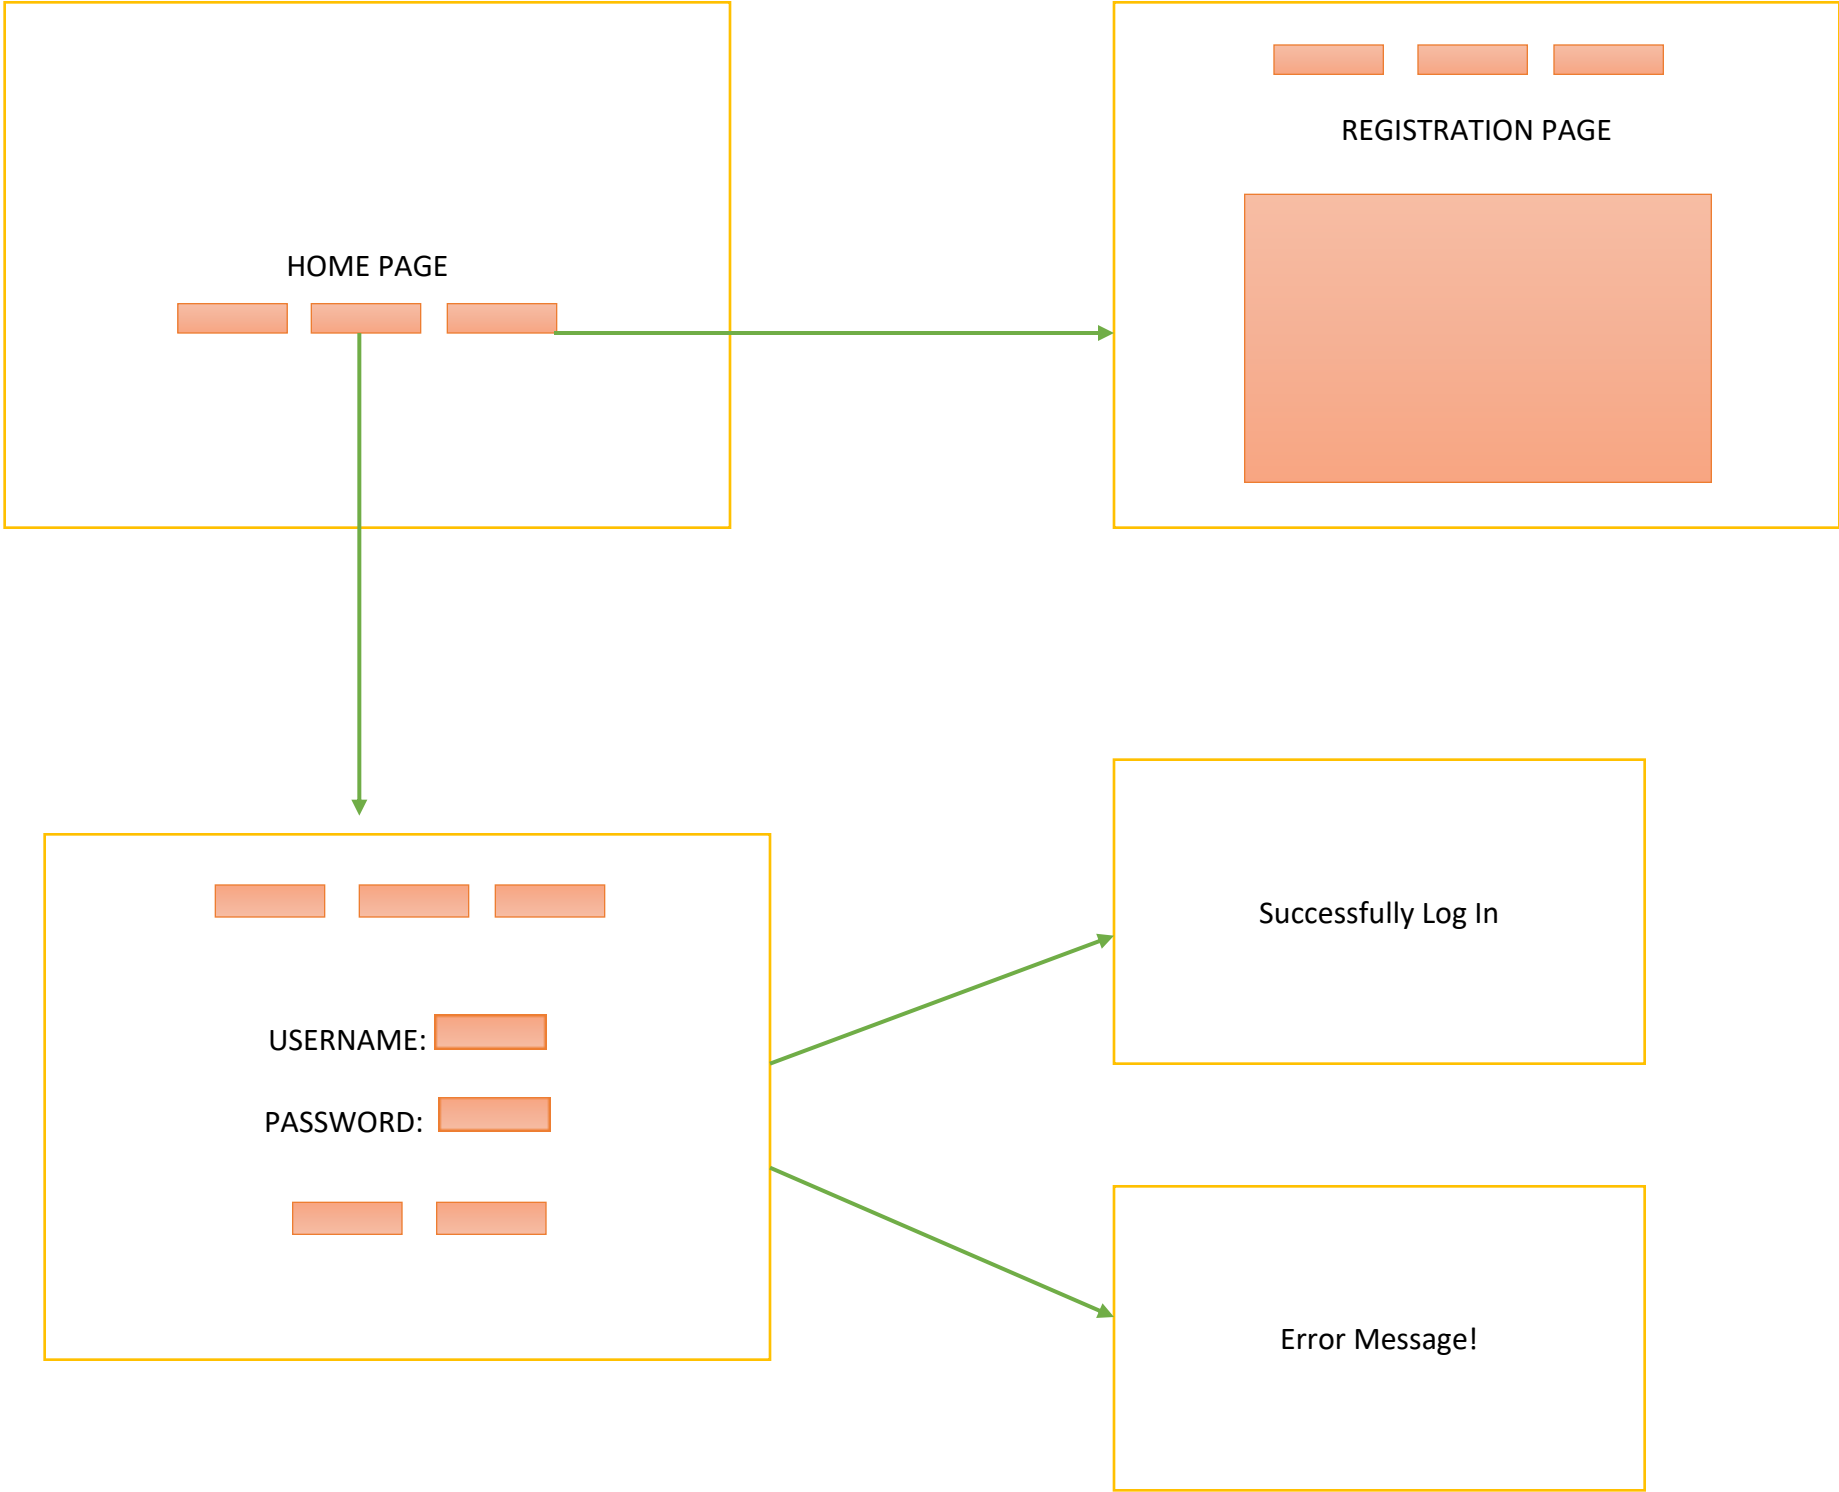 HOME PAGE
REGISTRATION PAGE
USERNAME:
PASSWORD:
Successfully Log In
Error Message!